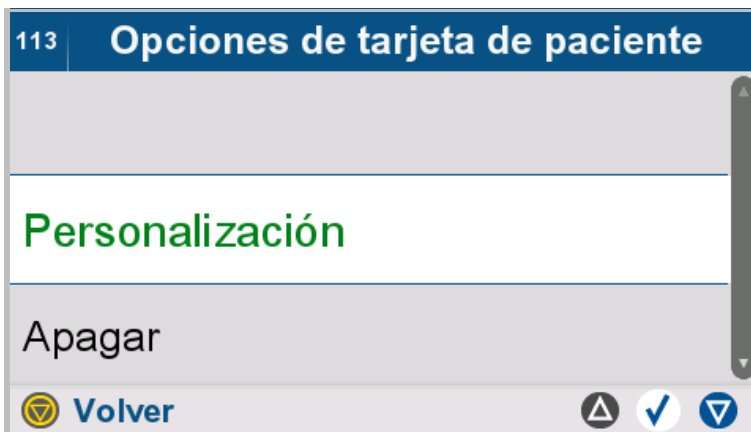 113 Opciones de tarjeta de paciente
Personalización
Apagar
Volver